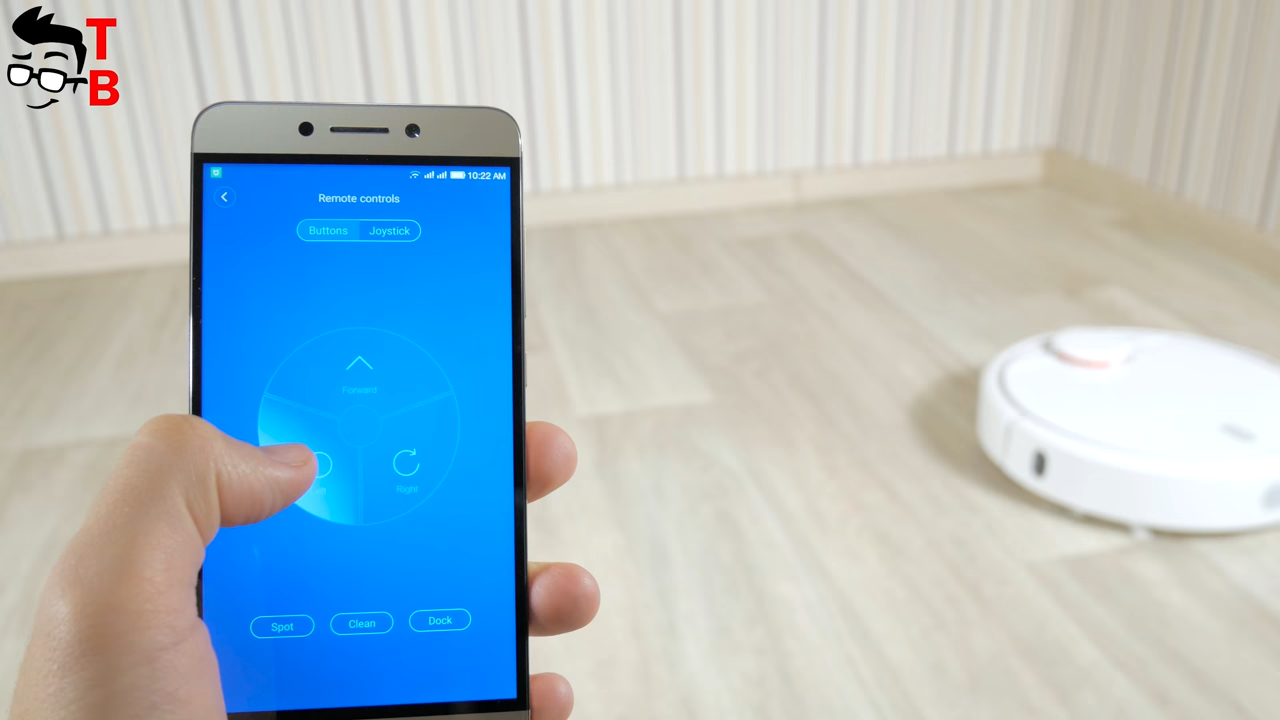 T
B
10:22 AM
Remote controls
Buttons Joystick
Forward
Right
Spot Clean Dock